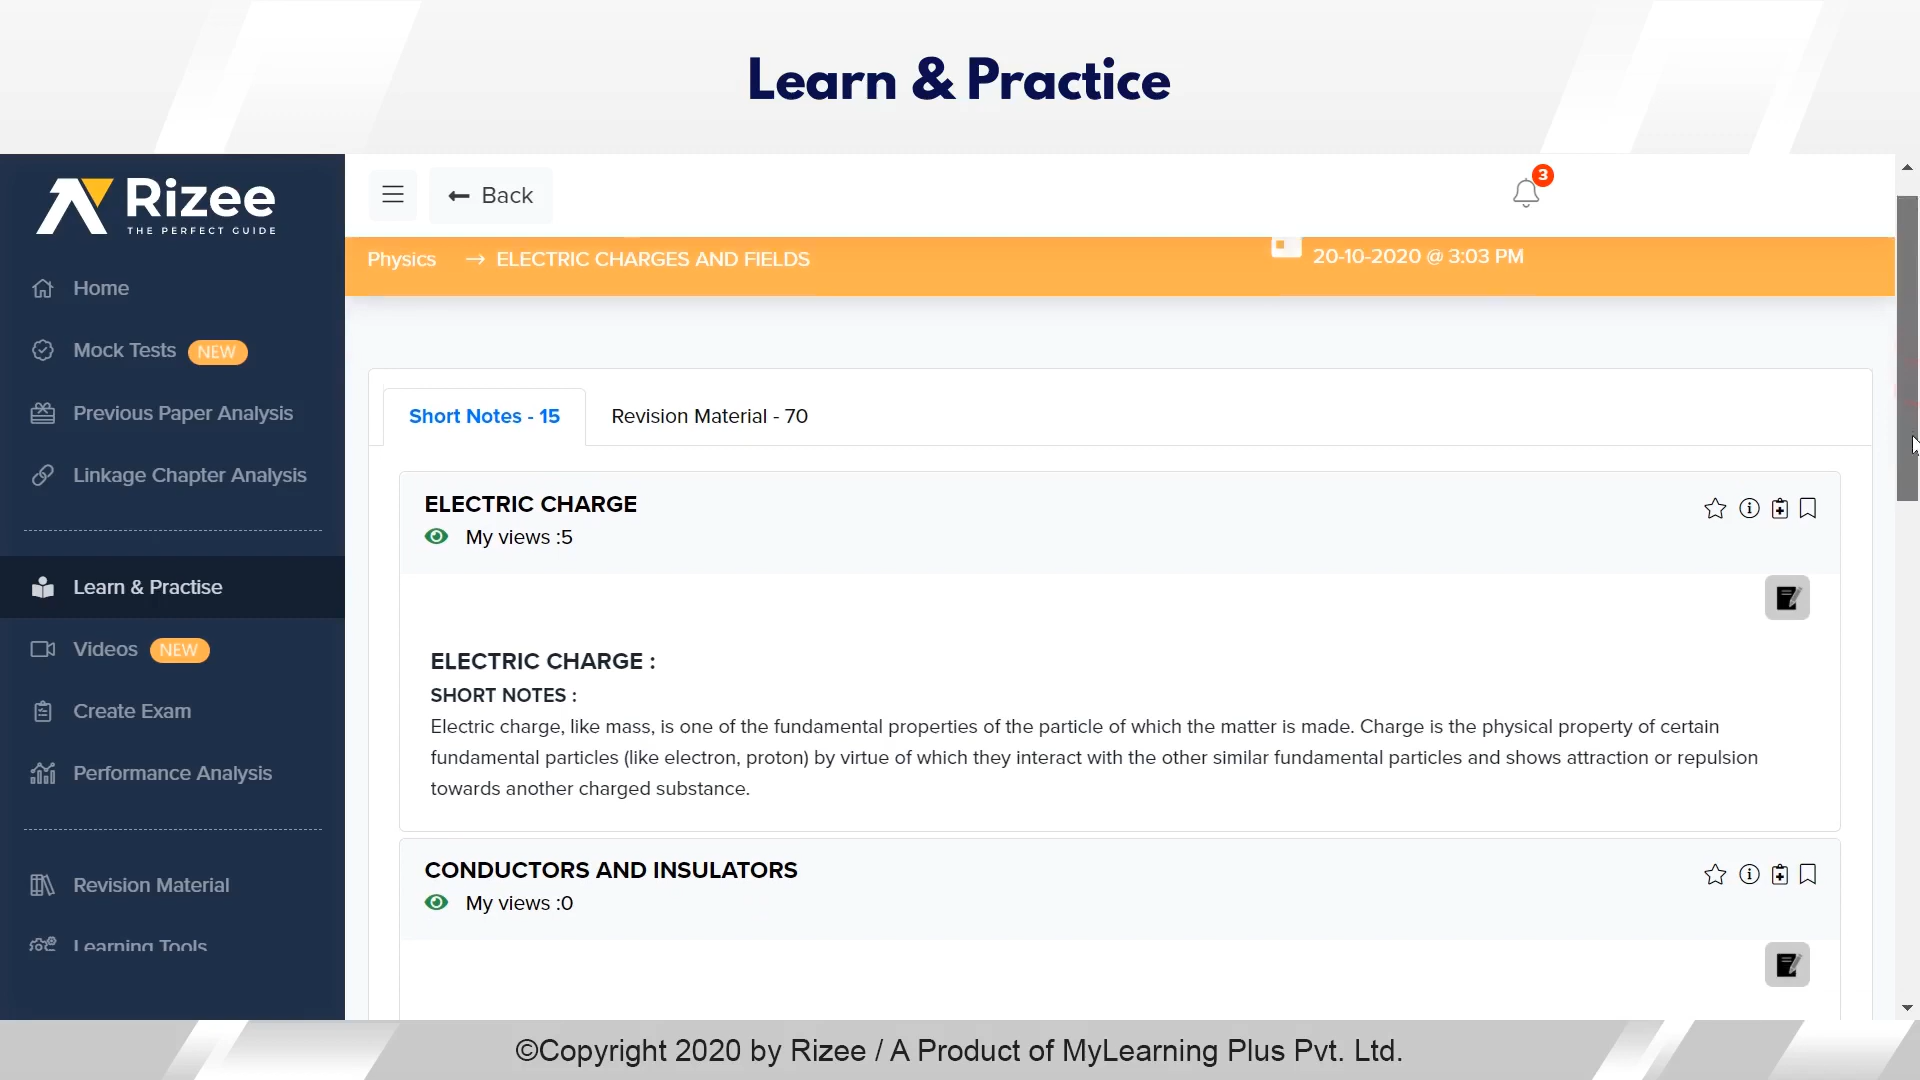 Learn & Practice
Rizee
THE PERFECT GUIDE
Back
3
Physics → ELECTRIC CHARGES AND FIELDS
20-10-2020 @ 3:03 PM
Home
Mock Tests NEW
Previous Paper Analysis
Linkage Chapter Analysis
Learn & Practise
Videos NEW
Create Exam
Performance Analysis
Revision Material
Learning Tools
Short Notes - 15
Revision Material - 70
ELECTRIC CHARGE
My views :5
ELECTRIC CHARGE :
SHORT NOTES :
Electric charge, like mass, is one of the fundamental properties of the particle of which the matter is made. Charge is the physical property of certain
fundamental particles (like electron, proton) by virtue of which they interact with the other similar fundamental particles and shows attraction or repulsion
towards another charged substance.
CONDUCTORS AND INSULATORS
My views :0
©Copyright 2020 by Rizee / A Product of MyLearning Plus Pvt. Ltd.